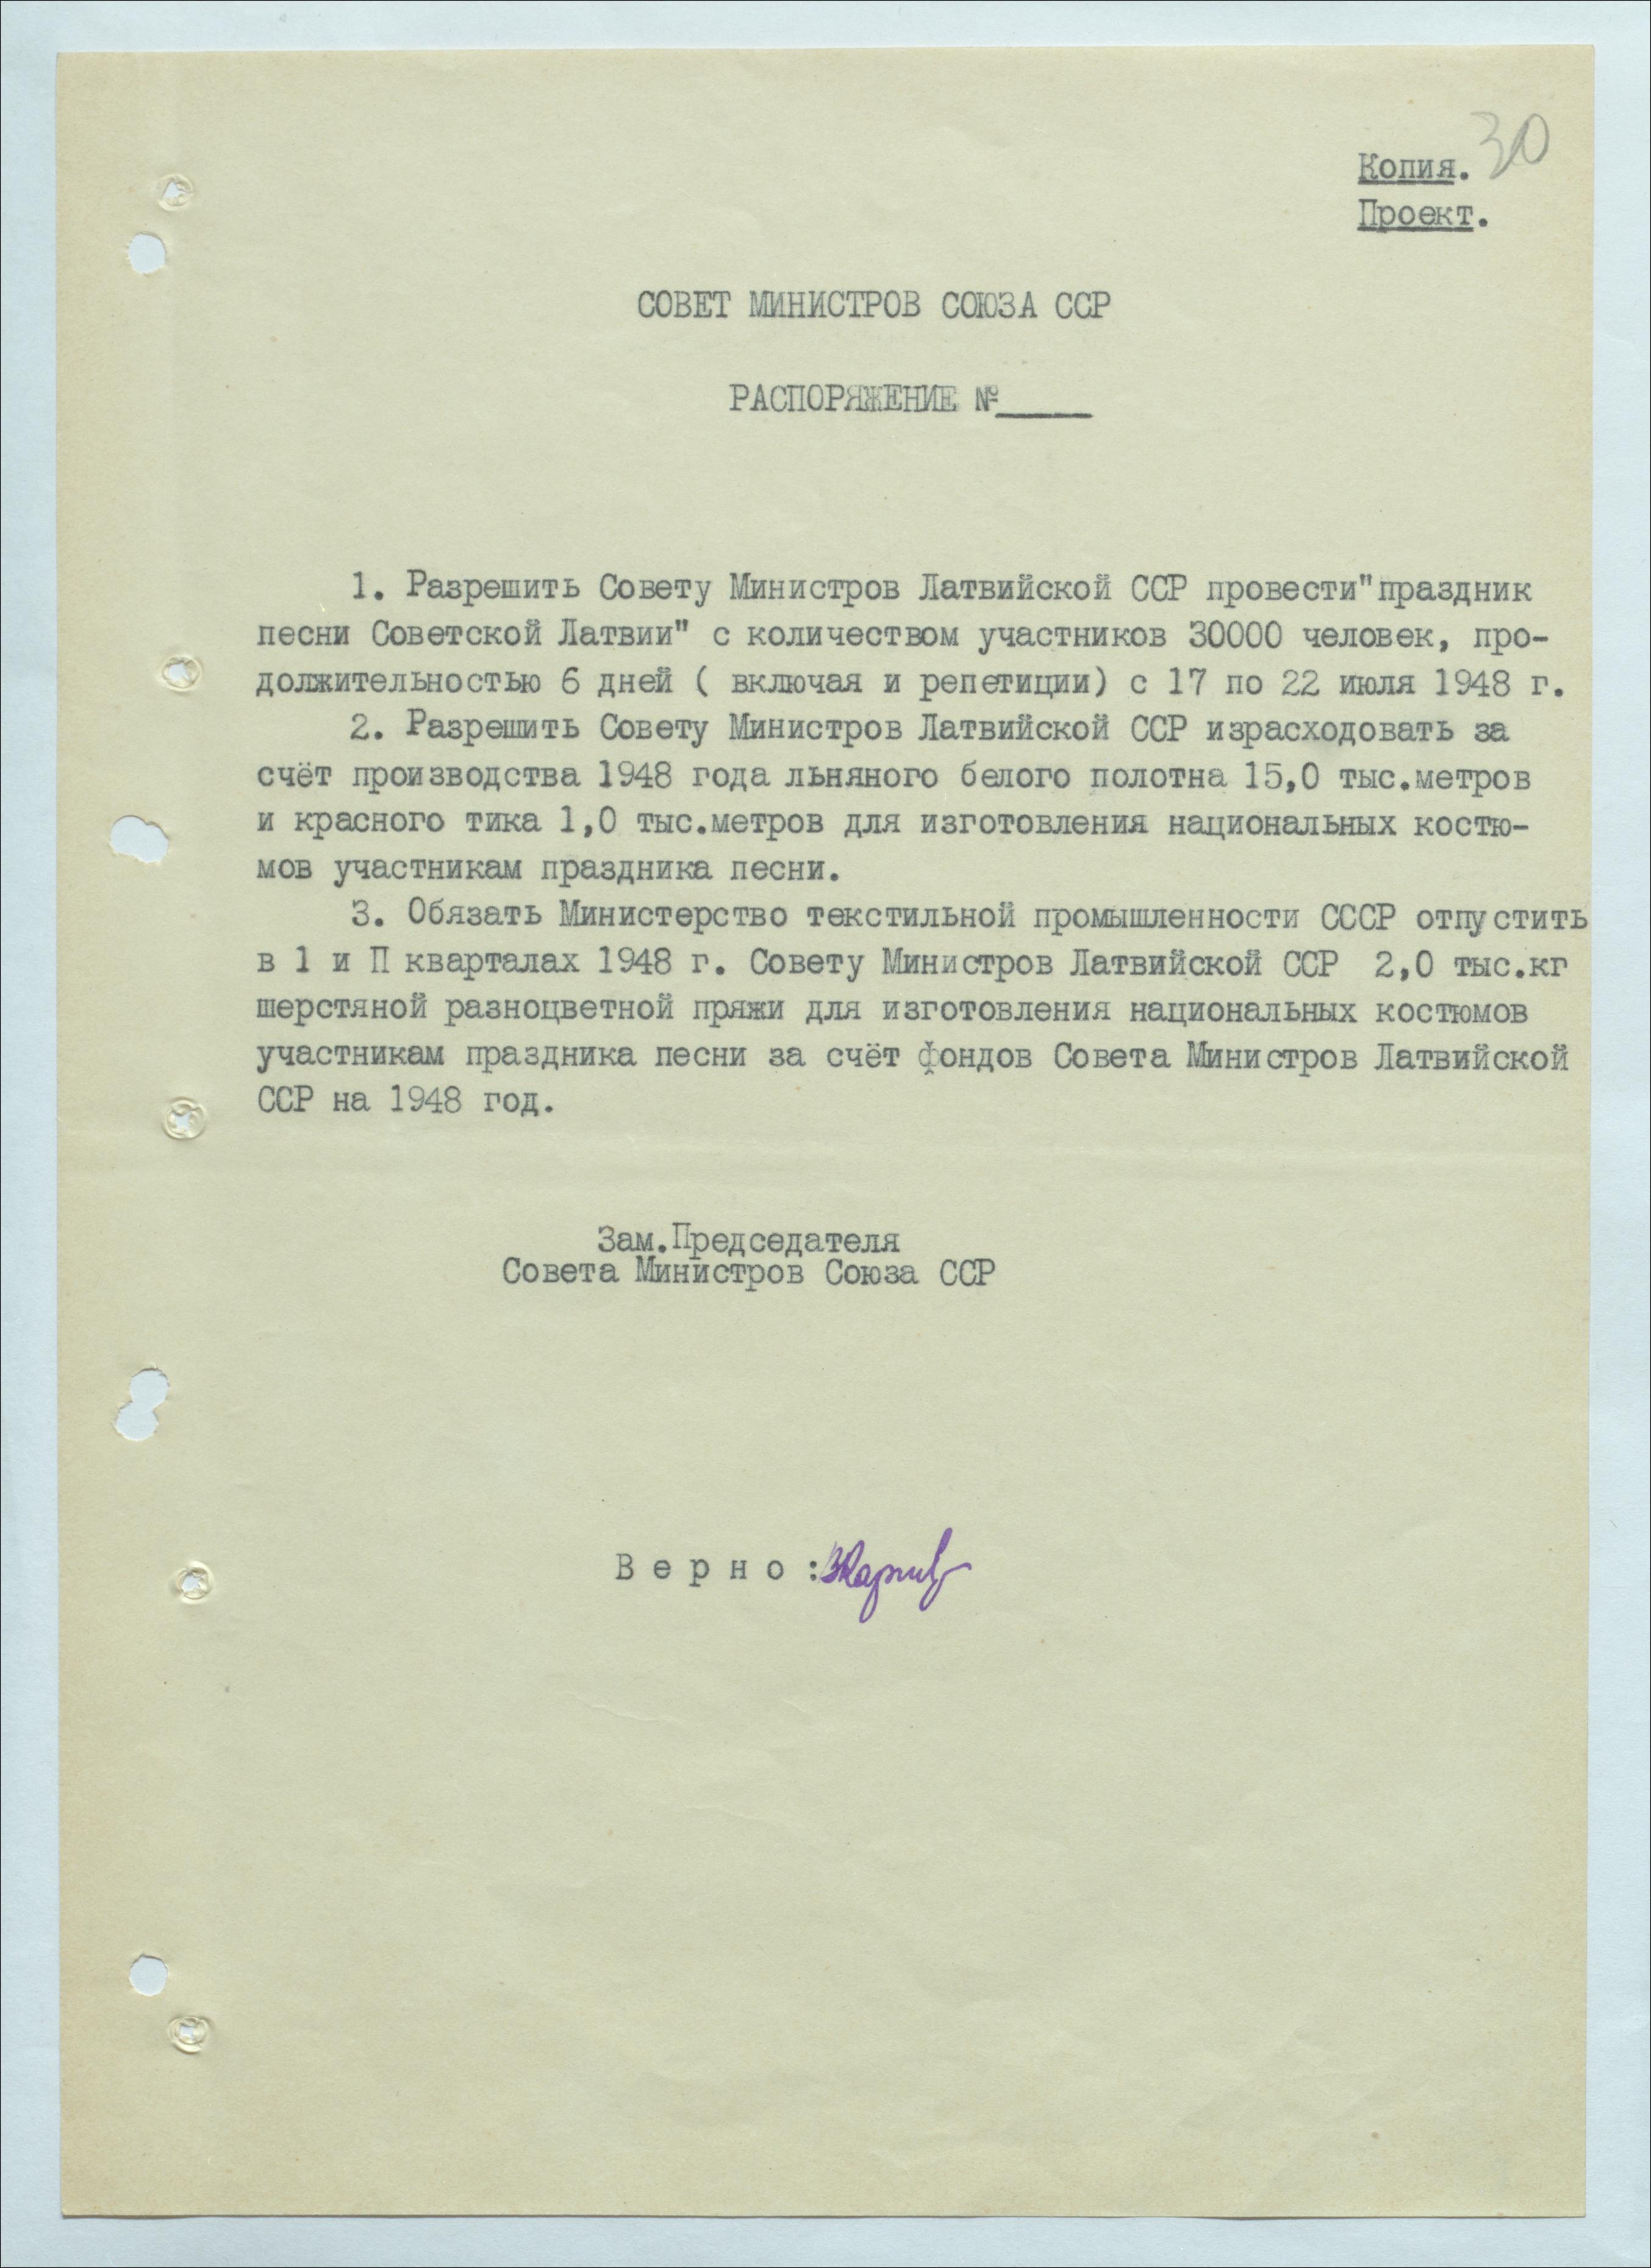 30
Копия.
Проект.
СОВЕТ МИНИСТРОВ СОЮЗА ССР
РАСПОРЯЖЕНИЕ №_____
1. Разрешить Совету Министров Латвийской ССР провести"праздник
песни Советской Латвии" с количеством участников 30000 человек, про-
должительностью 6 дней ( включая и репетиции) с 17 по 22 июля 1948 г.
2. Разрешить Совету Министров Латвийской ССР израсходовать за
счёт производства 1948 года льняного белого полотна 15,0 тыс.метров
и красного тика 1,0 тыс.метров для изготовления национальных костю-
мов участникам праздника песни.
3. Обязать Министерство текстильной промышленности СССР отпустить
в 1 и П кварталах 1948 г. Совету Министров Латвийской ССР 2,0 тыс.кг
шерстяной разноцветной пряжи для изготовления национальных костюмов
участникам праздника песни за счёт фондов Совета Министров Латвийской
ССР на 1948 год.
Зам.Председателя
Совета Министров Союза ССР
В е р н о :